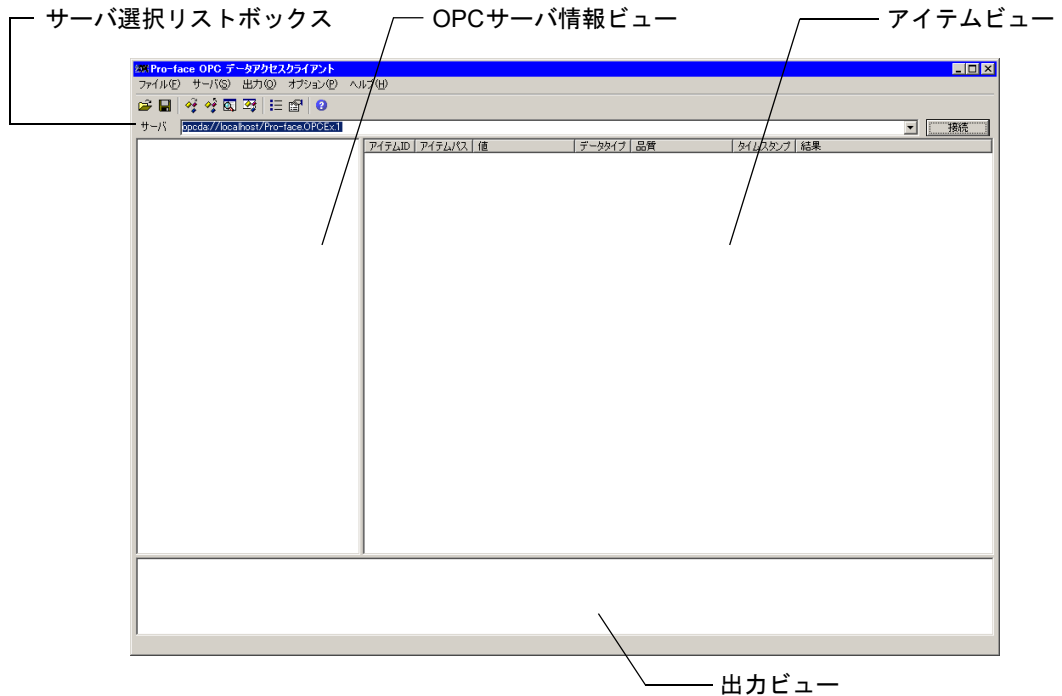 サーバ選択リストボックス
OPCサーバ情報ビュー
アイテムビュー
Pro-face OPC データアクセスクライアント
ファイル(F) サーバ(S) 出力(O) オプション(P) ヘルプ(H)
サーバ opcda://localhost/Pro-face.OPCEx.1 接続
アイテムID アイテムパス 値 データタイプ 品質 タイムスタンプ 結果
出力ビュー